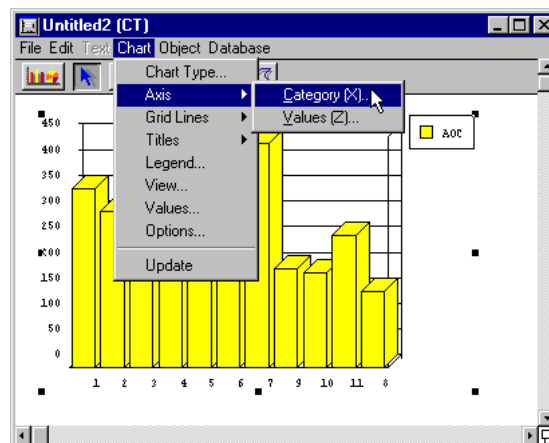 Untitled2 (CT)
File Edit Text Chart Object Database
Chart Type...
Axis
Category (X)...
Grid Lines
Values (Z)...
Titles
Legend...
View...
Values...
Options...
Update
AOC
450
400
350
300
250
200
150
100
50
0
1 2 3 4 5 6 7 9 10 11 8